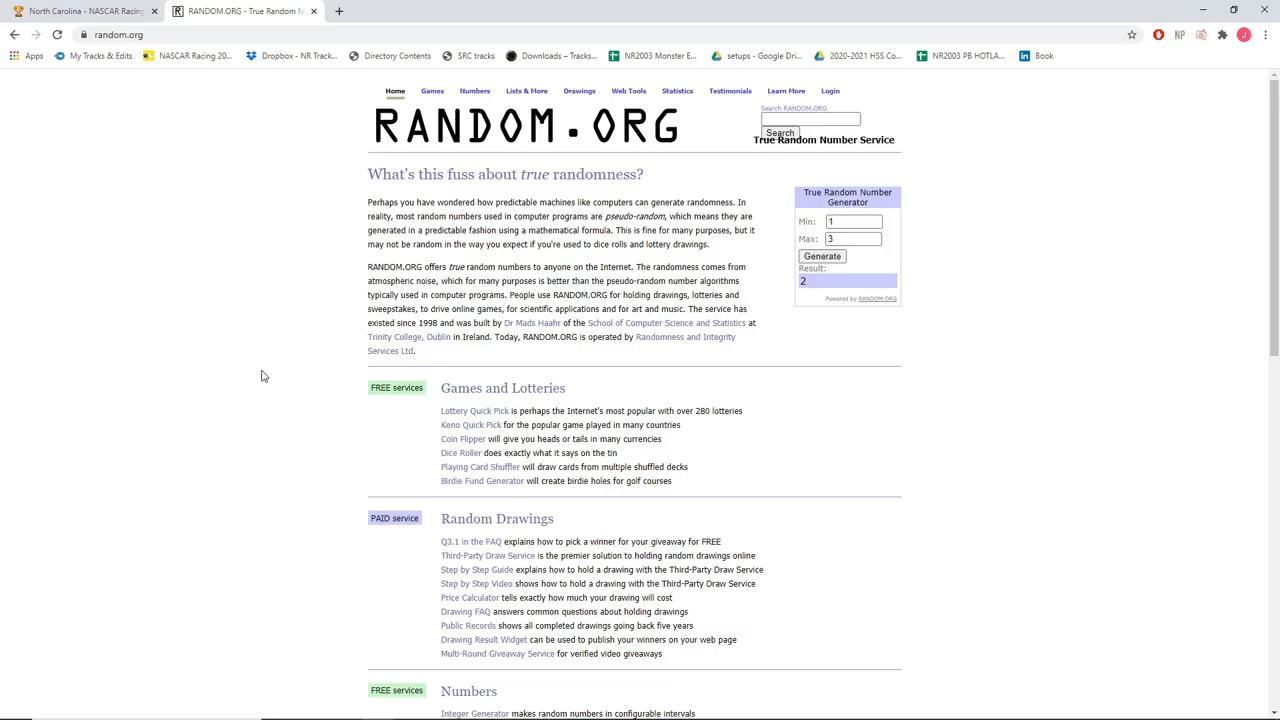 North Carolina - NASCAR Racing
RANDOM.ORG - True Random Num
random.org
NP
J
Apps
My Tracks & Edits
NASCAR Racing 20...
Dropbox - NR Track...
Directory Contents
SRC tracks
Downloads – Tracks...
NR2003 Monster E...
setups - Google Dri...
2020-2021 HSS Co...
NR2003 PB HOTLA...
Book
Home Games Numbers Lists & More Drawings Web Tools Statistics Testimonials Learn More Login
Search RANDOM.ORG
RANDOM.ORG
Search
True Random Number Service
What's this fuss about true randomness?
Perhaps you have wondered how predictable machines like computers can generate randomness. In
reality, most random numbers used in computer programs are pseudo-random, which means they are
generated in a predictable fashion using a mathematical formula. This is fine for many purposes, but it
may not be random in the way you expect if you're used to dice rolls and lottery drawings.
RANDOM.ORG offers true random numbers to anyone on the Internet. The randomness comes from
atmospheric noise, which for many purposes is better than the pseudo-random number algorithms
typically used in computer programs. People use RANDOM.ORG for holding drawings, lotteries and
sweepstakes, to drive online games, for scientific applications and for art and music. The service has
existed since 1998 and was built by Dr Mads Haahr of the School of Computer Science and Statistics at
Trinity College, Dublin in Ireland. Today, RANDOM.ORG is operated by Randomness and Integrity
Services Ltd.
True Random Number
Generator
Min: 1
Max: 3
Generate
Result:
2
Powered by RANDOM.ORG
FREE services
Games and Lotteries
Lottery Quick Pick is perhaps the Internet's most popular with over 280 lotteries
Keno Quick Pick for the popular game played in many countries
Coin Flipper will give you heads or tails in many currencies
Dice Roller does exactly what it says on the tin
Playing Card Shuffler will draw cards from multiple shuffled decks
Birdie Fund Generator will create birdie holes for golf courses
PAID service
Random Drawings
Q3.1 in the FAQ explains how to pick a winner for your giveaway for FREE
Third-Party Draw Service is the premier solution to holding random drawings online
Step by Step Guide explains how to hold a drawing with the Third-Party Draw Service
Step by Step Video shows how to hold a drawing with the Third-Party Draw Service
Price Calculator tells exactly how much your drawing will cost
Drawing FAQ answers common questions about holding drawings
Public Records shows all completed drawings going back five years
Drawing Result Widget can be used to publish your winners on your web page
Multi-Round Giveaway Service for verified video giveaways
FREE services
Numbers
Integer Generator makes random numbers in configurable intervals